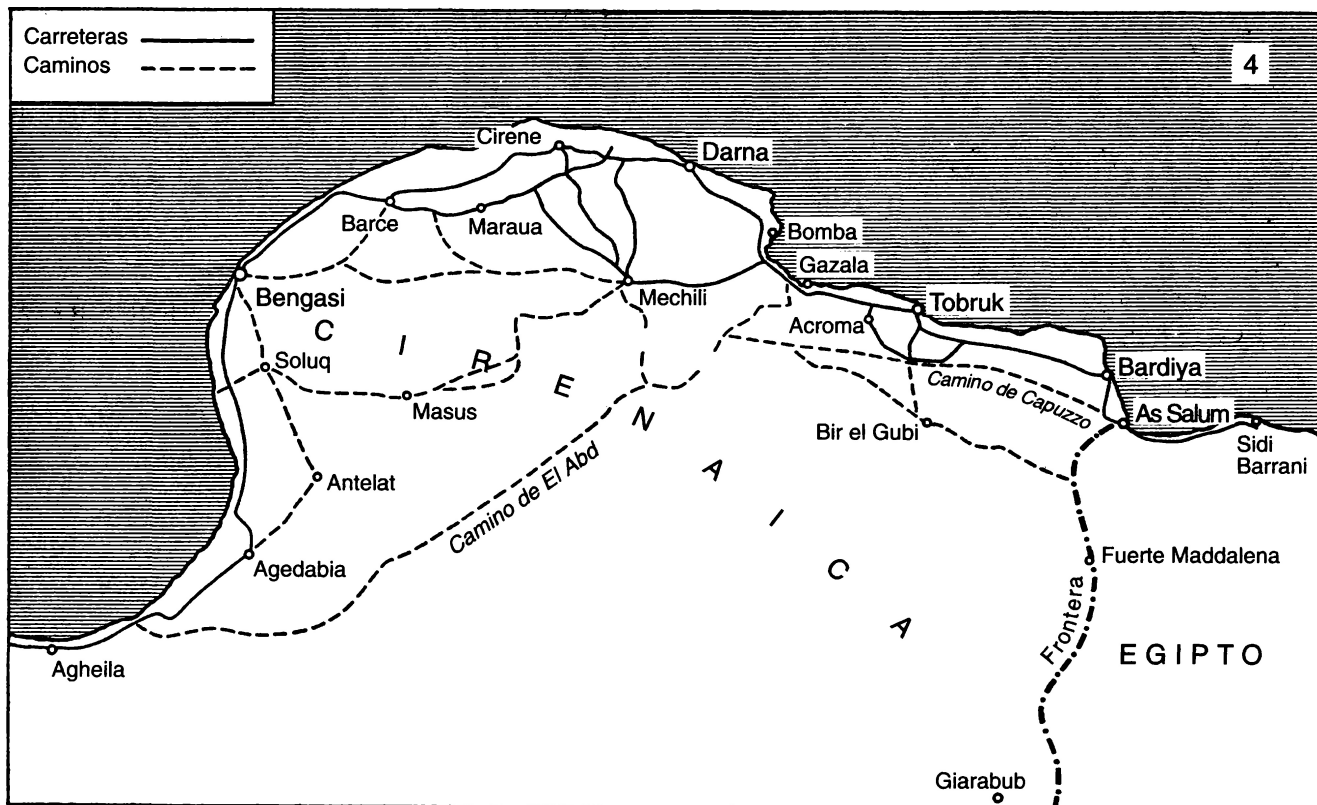 Carreteras
Caminos
4
Cirene
Darna
Barce
Maraua
Bomba
Gazala
Bengasi
Mechili
Tobruk
Acroma
CIRENAICA
Soluq
Masus
Camino de Capuzzo
Bardiya
As Salum
Bir el Gubi
Sidi
Barrani
Antelat
Camino de El Abd
Agedabia
Fuerte Maddalena
Frontera
EGIPTO
Agheila
Giarabub